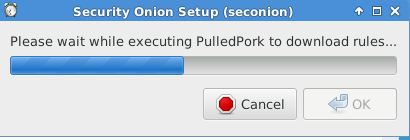 Security Onion Setup (seconion)
Please wait while executing PulledPork to download rules...
Cancel
OK